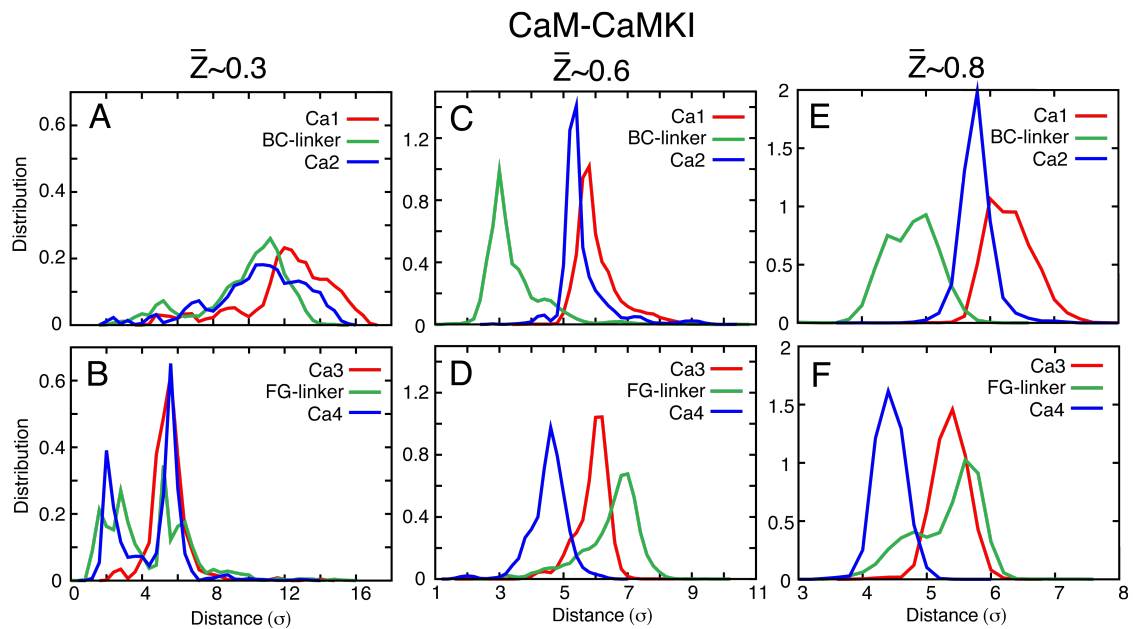 CaM-CaMKI
Z̄~0.3
Z̄~0.6
Z̄~0.8
A
Ca1
BC-linker
Ca2
0.6
0.4
0.2
0
Distribution
C
Ca1
BC-linker
Ca2
1.2
0.8
0.4
0
E
Ca1
BC-linker
Ca2
2
1.5
1
0.5
0
B
Ca3
FG-linker
Ca4
0.6
0.4
0.2
0
Distribution
0 4 8 12 16
Distance (σ)
D
Ca3
FG-linker
Ca4
1.2
0.8
0.4
0
1 3 5 7 9 11
Distance (σ)
F
Ca3
FG-linker
Ca4
2
1.5
1
0.5
0
3 4 5 6 7 8
Distance (σ)